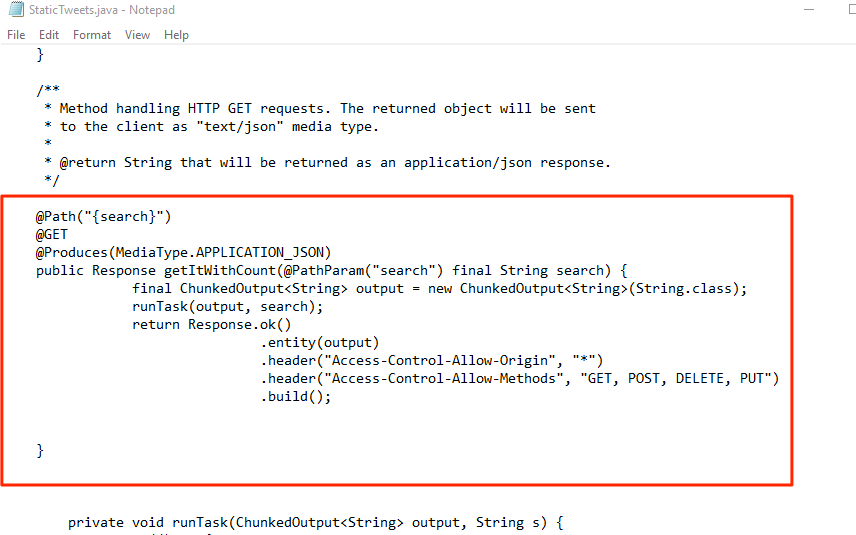 StaticTweets.java - Notepad
File Edit Format View Help
}
/**
* Method handling HTTP GET requests. The returned object will be sent
* to the client as "text/json" media type.
*
* @return String that will be returned as an application/json response.
*/
@Path("{search}")
@GET
@Produces(MediaType.APPLICATION_JSON)
public Response getItWithCount(@PathParam("search") final String search) {
final ChunkedOutput<String> output = new ChunkedOutput<String>(String.class);
runTask(output, search);
return Response.ok()
.entity(output)
.header("Access-Control-Allow-Origin", "*")
.header("Access-Control-Allow-Methods", "GET, POST, DELETE, PUT")
.build();
}
private void runTask(ChunkedOutput<String> output, String s) {